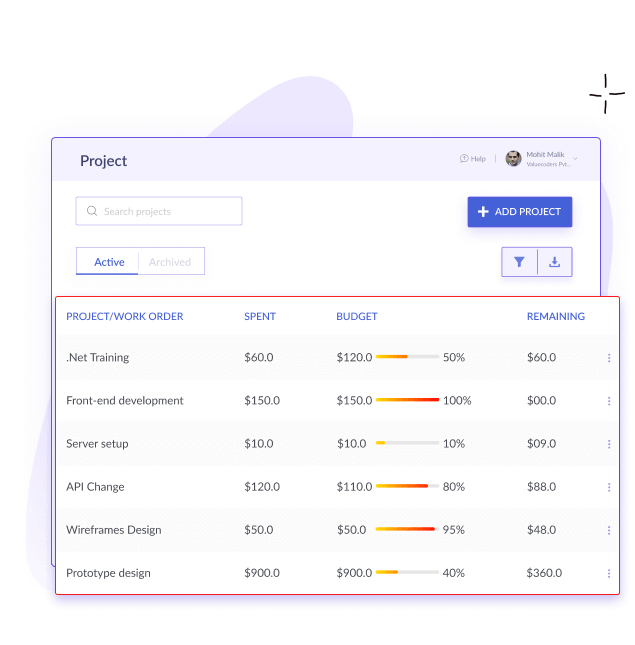 Project
Help
Mohit Malik
Valuecoders Pvt...
Search projects
ADD PROJECT
Active Archived
PROJECT/WORK ORDER SPENT BUDGET REMAINING
.Net Training $60.0 $120.0 50% $60.0
Front-end development $150.0 $150.0 100% $00.0
Server setup $10.0 $10.0 10% $09.0
API Change $120.0 $110.0 80% $88.0
Wireframes Design $50.0 $50.0 95% $48.0
Prototype design $900.0 $900.0 40% $360.0